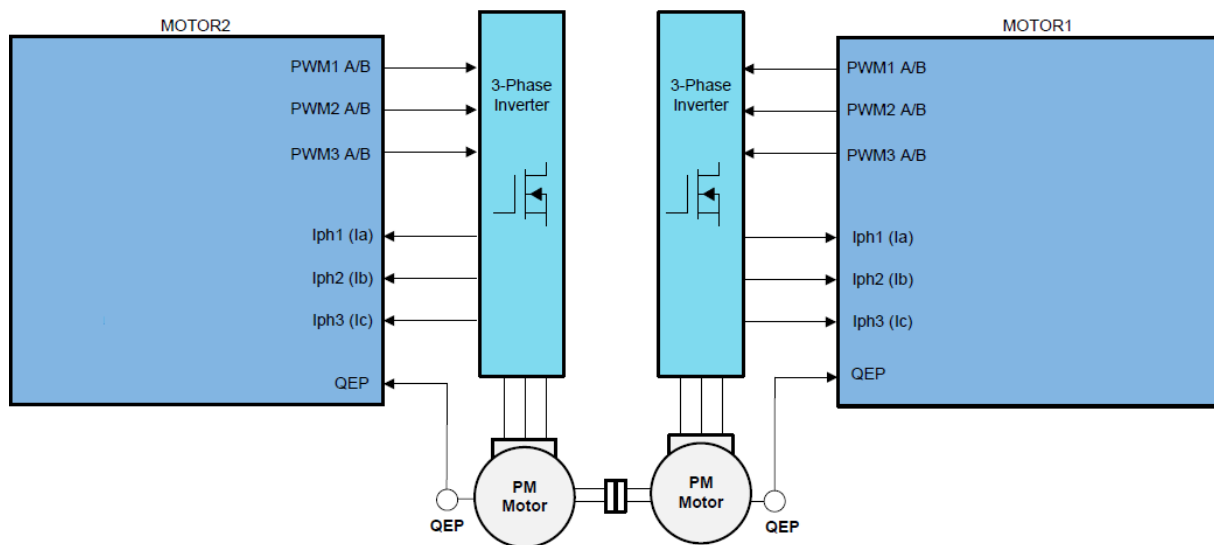 MOTOR2
PWM1 A/B
PWM2 A/B
PWM3 A/B
Iph1 (Ia)
Iph2 (Ib)
Iph3 (Ic)
QEP
3-Phase
Inverter
3-Phase
Inverter
MOTOR1
PWM1 A/B
PWM2 A/B
PWM3 A/B
Iph1 (Ia)
Iph2 (Ib)
Iph3 (Ic)
QEP
QEP
PM
Motor
PM
Motor
QEP